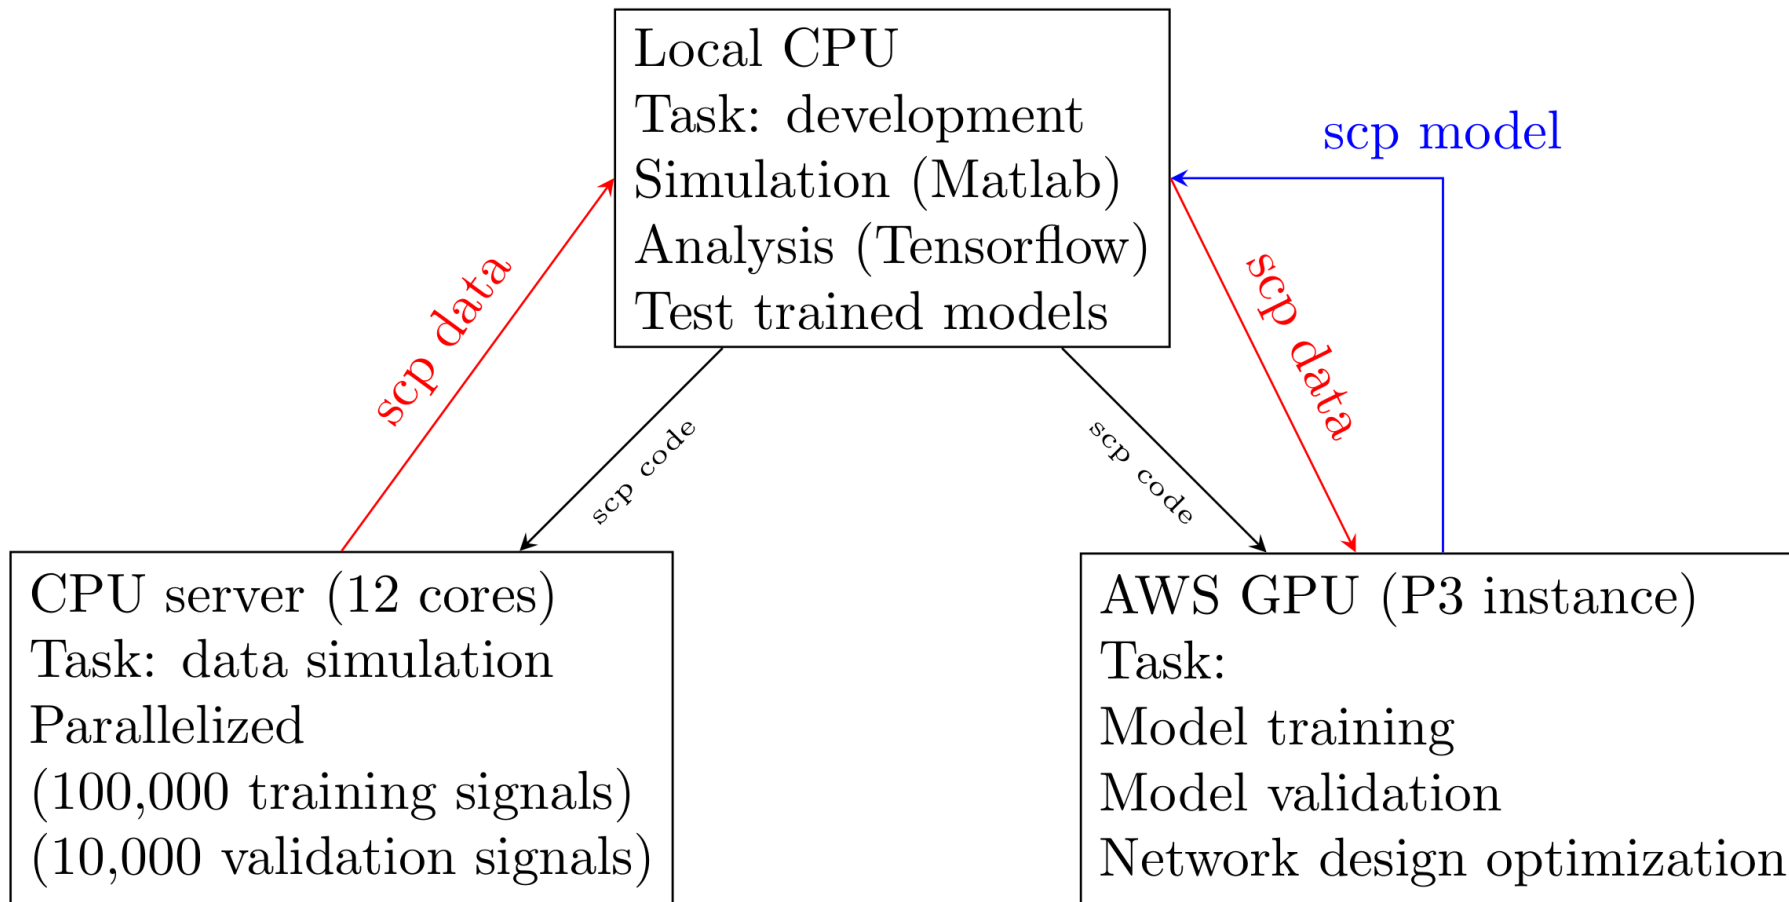 Local CPU
Task: development
Simulation (Matlab)
Analysis (Tensorflow)
Test trained models
scp model
scp data
scp data
scp code
scp code
CPU server (12 cores)
Task: data simulation
Parallelized
(100,000 training signals)
(10,000 validation signals)
AWS GPU (P3 instance)
Task:
Model training
Model validation
Network design optimization